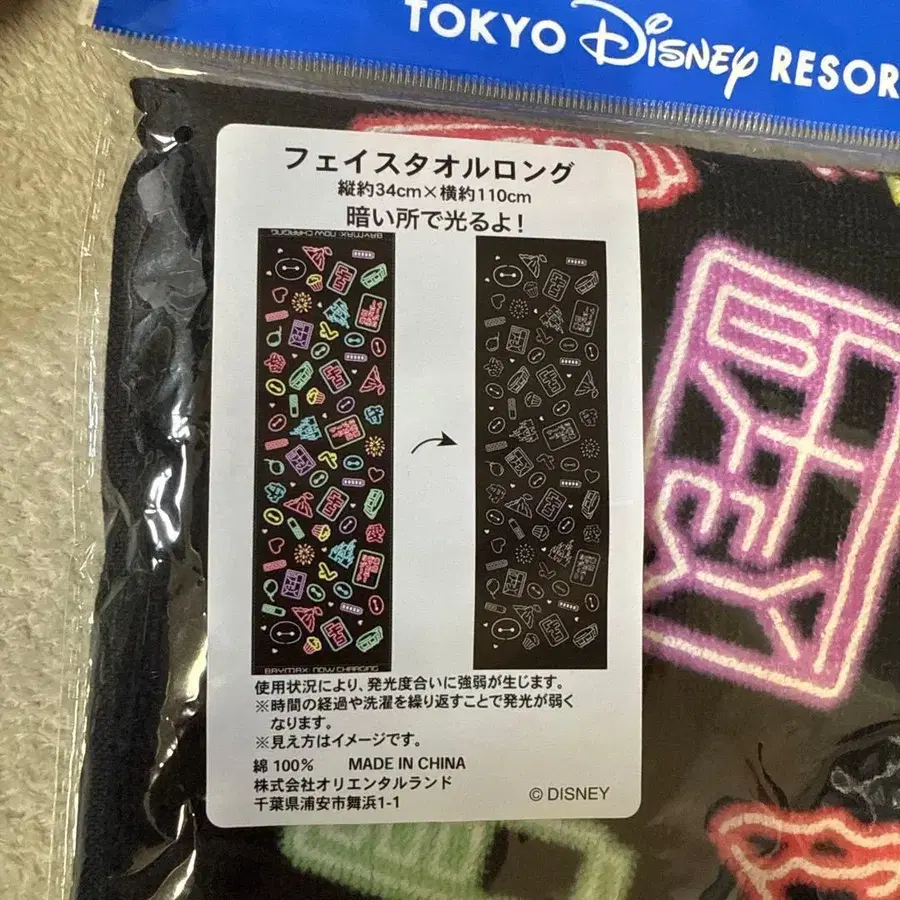 TOKYO Disney RESOR
フェイスタオルロング
縦約34cm×横約110cm
暗い所で光るよ!
BAYMAX: NOW CHARGING
BAYMAX: NOW CHARGING
使用状況により、発光度合いに強弱が生じます。
※時間の経過や洗濯を繰り返すことで発光が弱く
なります。
※見え方はイメージです。
綿 100% MADE IN CHINA
株式会社オリエンタルランド
千葉県浦安市舞浜1-1
© DISNEY